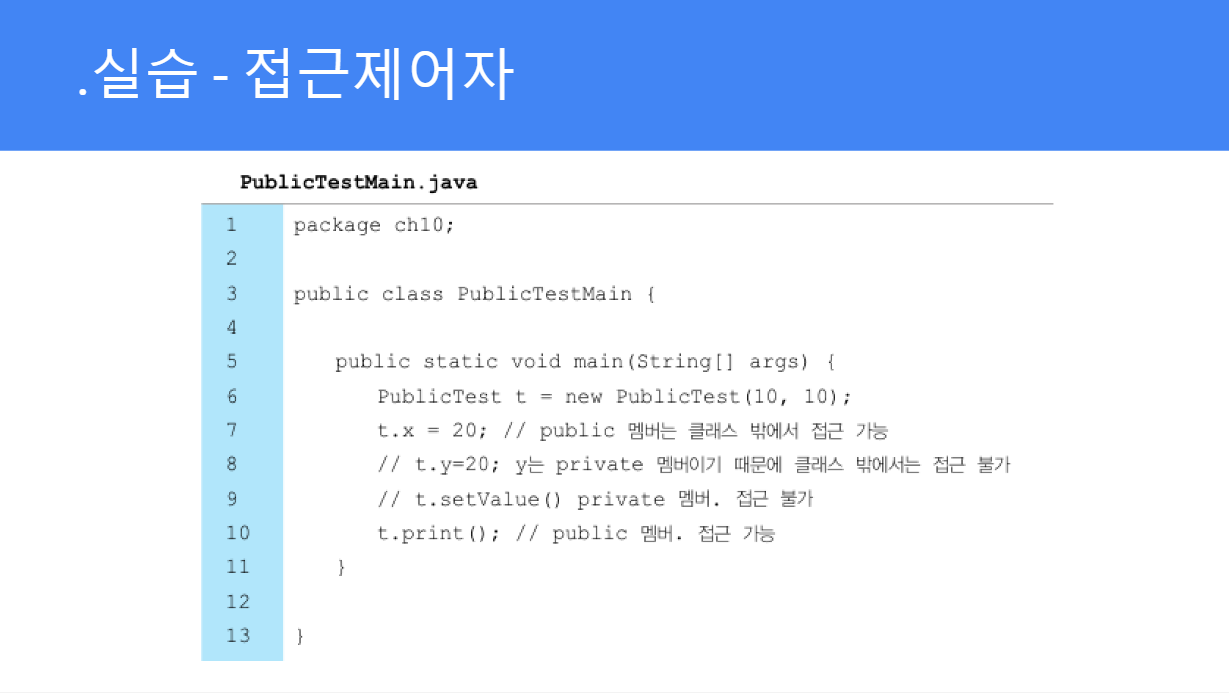 .실습 - 접근제어자
PublicTestMain.java
1 package ch10;
2
3 public class PublicTestMain {
4
5 public static void main(String[] args) {
6 PublicTest t = new PublicTest(10, 10);
7 t.x = 20; // public 멤버는 클래스 밖에서 접근 가능
8 // t.y=20; y는 private 멤버이기 때문에 클래스 밖에서는 접근 불가
9 // t.setValue() private 멤버. 접근 불가
10 t.print(); // public 멤버. 접근 가능
11 }
12
13 }